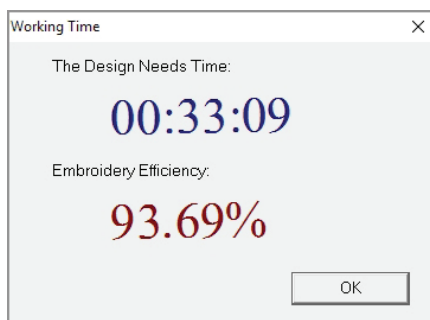 Working Time
The Design Needs Time:
00:33:09
Embroidery Efficiency:
93.69%
OK